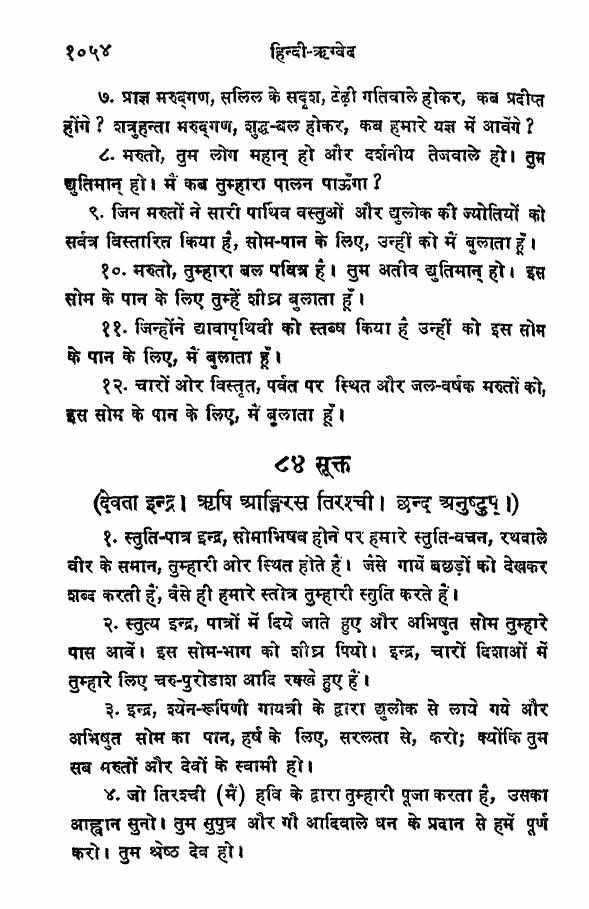 १०५४ हिन्दी-ऋग्वेद
७. प्राज्ञ मरुद्गण, सलिल के सदृश, टेढ़ी गतिवाले होकर, कब प्रदीप्त
होंगे ? शत्रुहन्ता मरुद्गण, शुद्ध-बल होकर, कब हमारे यज्ञ में आवेंगे ?
८. मरुतो, तुम लोग महान् हो और दर्शनीय तेजवाले हो। तुम
द्युतिमान् हो। मैं कब तुम्हारा पालन पाऊँगा ?
९. जिन मरुतों ने सारी पार्थिव वस्तुओं और द्युलोक की ज्योतियों को
सर्वत्र विस्तारित किया है, सोम-पान के लिए, उन्हीं को मैं बुलाता हूँ।
१०. मरुतो, तुम्हारा बल पवित्र है। तुम अतीव द्युतिमान् हो। इस
सोम के पान के लिए तुम्हें शीघ्र बुलाता हूँ।
११. जिन्होंने द्यावापृथिवी को स्तब्ध किया है उन्हीं को इस सोम
के पान के लिए, मैं बुलाता हूँ।
१२. चारों ओर विस्तृत, पर्वत पर स्थित और जल-वर्षक मरुतों को,
इस सोम के पान के लिए, मैं बुलाता हूँ।
८४ सूक्त
(देवता इन्द्र। ऋषि आङ्गिरस तिरश्ची। छन्द अनुष्टुप्।)
१. स्तुति-पात्र इन्द्र, सोमाभिषव होने पर हमारे स्तुति-वचन, रथवाले
वीर के समान, तुम्हारी ओर स्थित होते हैं। जैसे गायें बछड़ों को देखकर
शब्द करती हैं, वैसे ही हमारे स्तोत्र तुम्हारी स्तुति करते हैं।
२. स्तुत्य इन्द्र, पात्रों में दिये जाते हुए और अभिषुत सोम तुम्हारे
पास आवें। इस सोम-भाग को शीघ्र पियो। इन्द्र, चारों दिशाओं में
तुम्हारे लिए चरु-पुरोडाश आदि रक्खे हुए हैं।
३. इन्द्र, श्येन-रूपिणी गायत्री के द्वारा द्युलोक से लाये गये और
अभिषुत सोम का पान, हर्ष के लिए, सरलता से, करो; क्योंकि तुम
सब मरुतों और देवों के स्वामी हो।
४. जो तिरश्ची (मैं) हवि के द्वारा तुम्हारी पूजा करता है, उसका
आह्वान सुनो। तुम सुपुत्र और गौ आदिवाले धन के प्रदान से हमें पूर्ण
करो। तुम श्रेष्ठ देव हो।